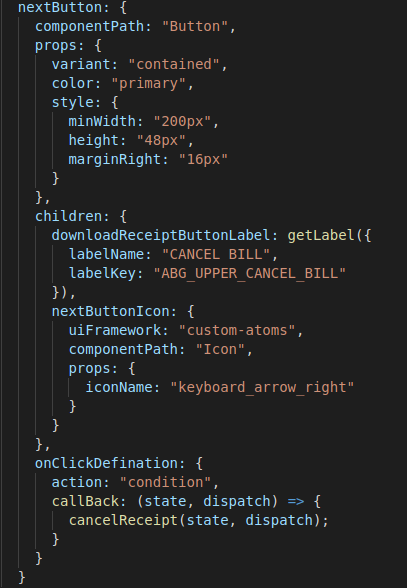 nextButton: {
componentPath: "Button",
props: {
variant: "contained",
color: "primary",
style: {
minWidth: "200px",
height: "48px",
marginRight: "16px"
}
},
children: {
downloadReceiptButtonLabel: getLabel({
labelName: "CANCEL BILL",
labelKey: "ABG_UPPER_CANCEL_BILL"
}),
nextButtonIcon: {
uiFramework: "custom-atoms",
componentPath: "Icon",
props: {
iconName: "keyboard_arrow_right"
}
}
},
onClickDefination: {
action: "condition",
callBack: (state, dispatch) => {
cancelReceipt(state, dispatch);
}
}
}